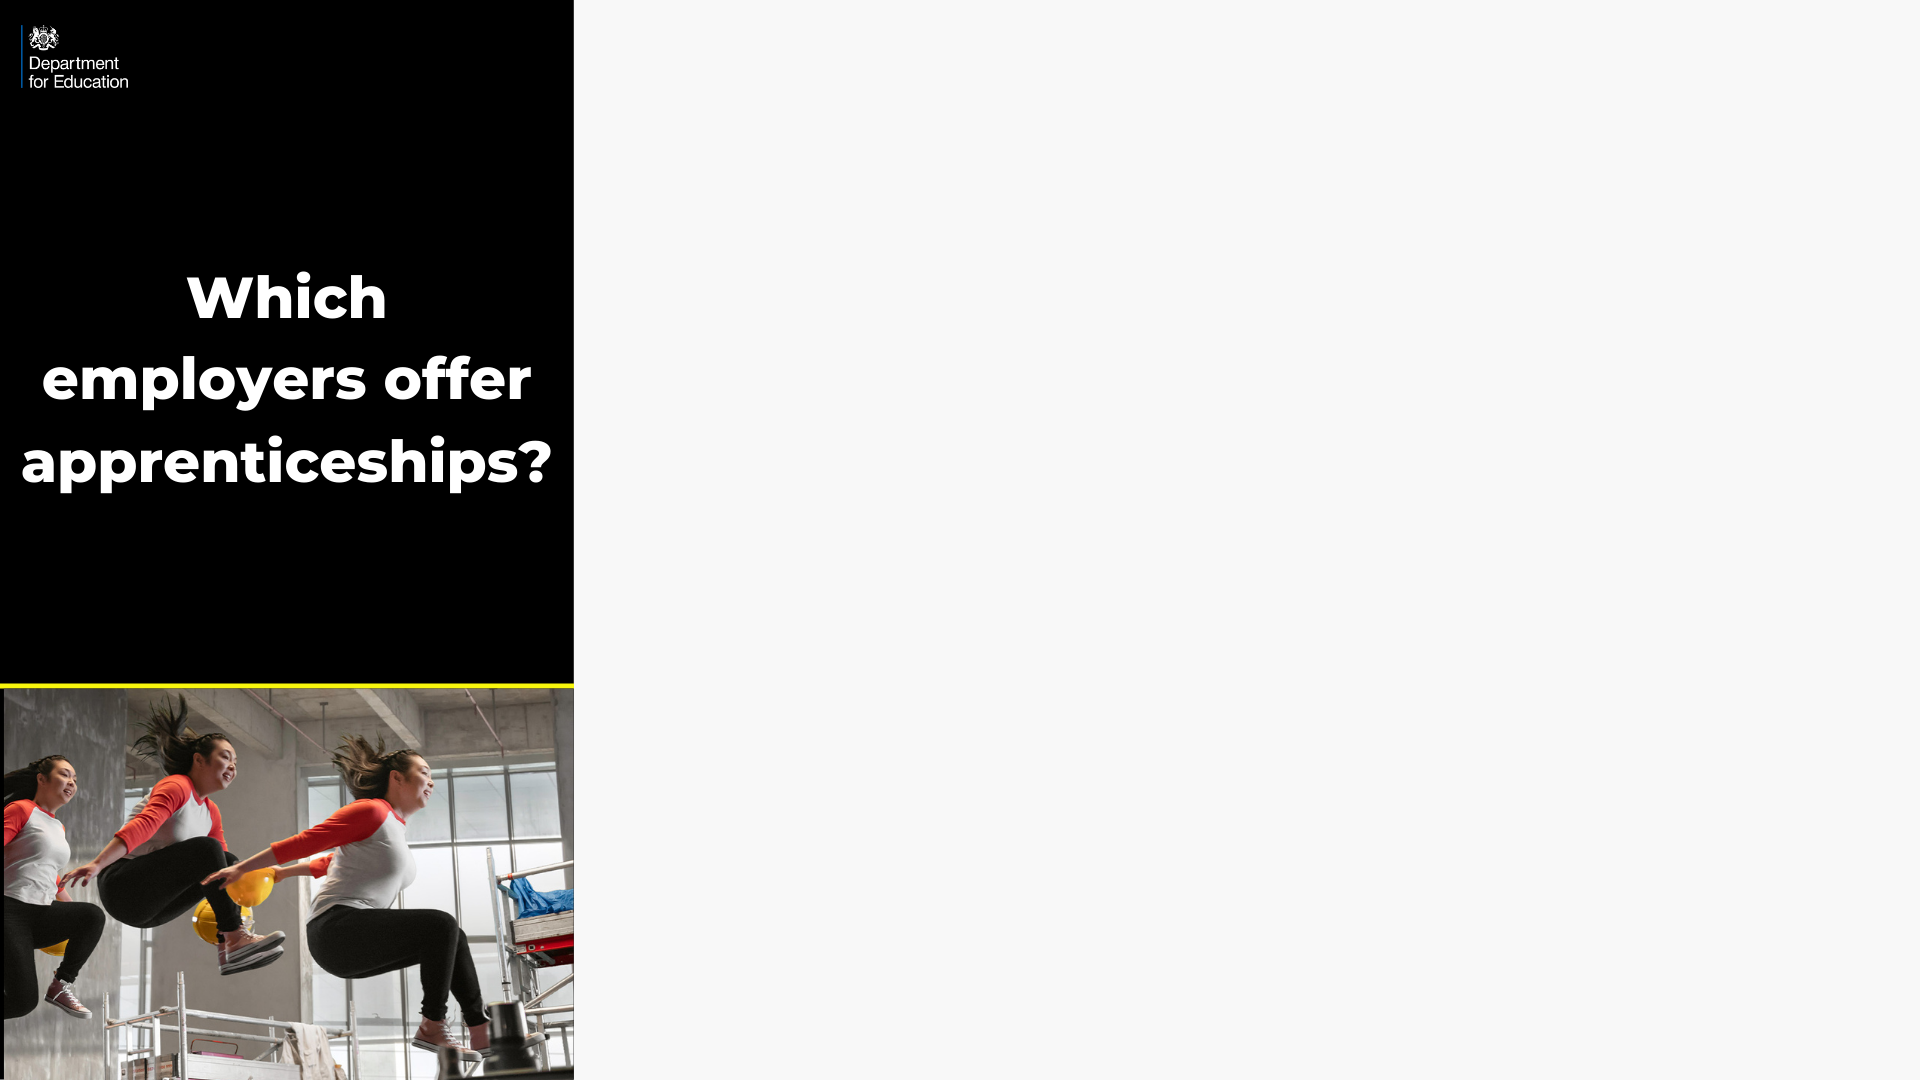 Department
for Education
Which
employers offer
apprenticeships?